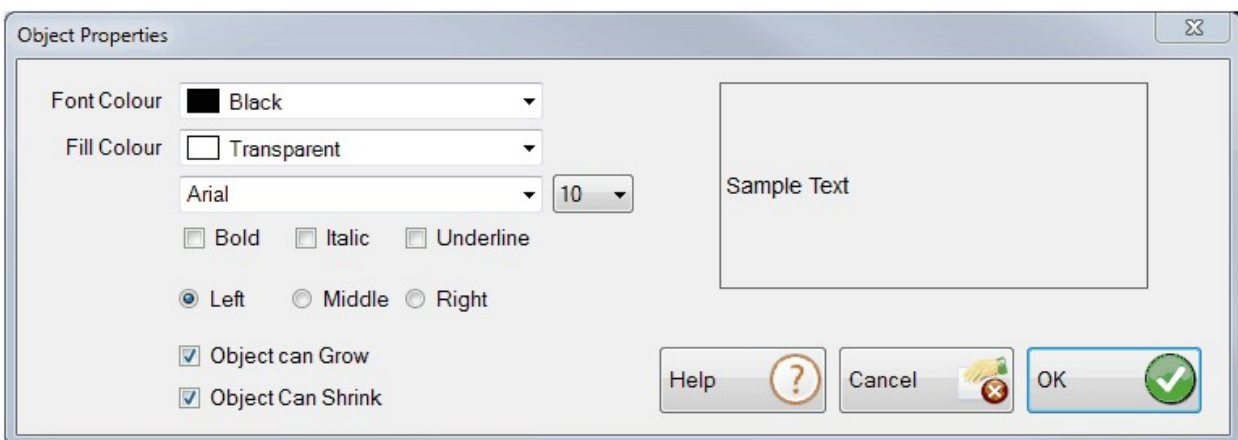 Object Properties
Font Colour Black
Fill Colour Transparent
Arial 10
Sample Text
Bold Italic Underline
Left Middle Right
Object can Grow
Object Can Shrink
Help ? Cancel OK